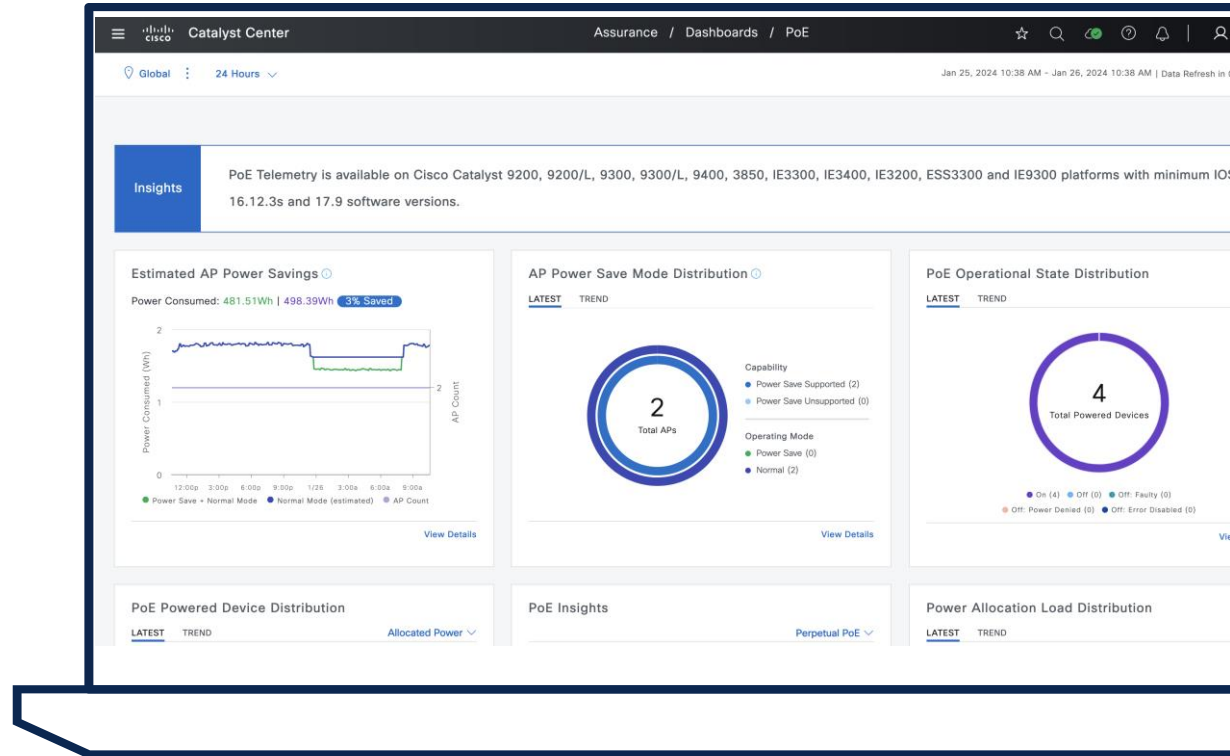 cisco Catalyst Center
Assurance / Dashboards / PoE
Global
24 Hours
Jan 25, 2024 10:38 AM - Jan 26, 2024 10:38 AM | Data Refresh in
Insights
PoE Telemetry is available on Cisco Catalyst 9200, 9200/L, 9300, 9300/L, 9400, 3850, IE3300, IE3400, IE3200, ESS3300 and IE9300 platforms with minimum IOS
16.12.3s and 17.9 software versions.
Estimated AP Power Savings
Power Consumed: 481.51Wh | 498.39Wh 3% Saved
2
1
0
Power Consumed (Wh)
2
AP Count
12:00p 3:00p 6:00p 9:00p 1/26 3:00a 6:00a 9:00a
Power Save + Normal Mode Normal Mode (estimated) AP Count
View Details
AP Power Save Mode Distribution
LATEST TREND
2
Total APs
Capability
Power Save Supported (2)
Power Save Unsupported (0)
Operating Mode
Power Save (0)
Normal (2)
View Details
PoE Operational State Distribution
LATEST TREND
4
Total Powered Devices
On (4) Off (0) Off: Faulty (0)
Off: Power Denied (0) Off: Error Disabled (0)
PoE Powered Device Distribution
LATEST TREND
Allocated Power
PoE Insights
Perpetual PoE
Power Allocation Load Distribution
LATEST TREND